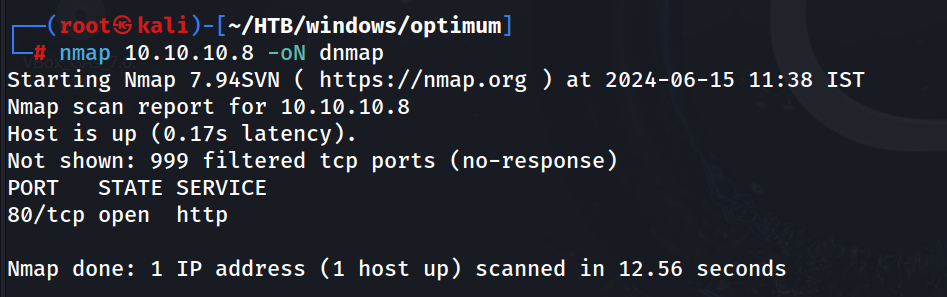 ┌──(root㉿kali)-[~/HTB/windows/optimum]
└─# nmap 10.10.10.8 -oN dnmap
Starting Nmap 7.94SVN ( https://nmap.org ) at 2024-06-15 11:38 IST
Nmap scan report for 10.10.10.8
Host is up (0.17s latency).
Not shown: 999 filtered tcp ports (no-response)
PORT   STATE SERVICE
80/tcp open  http
Nmap done: 1 IP address (1 host up) scanned in 12.56 seconds